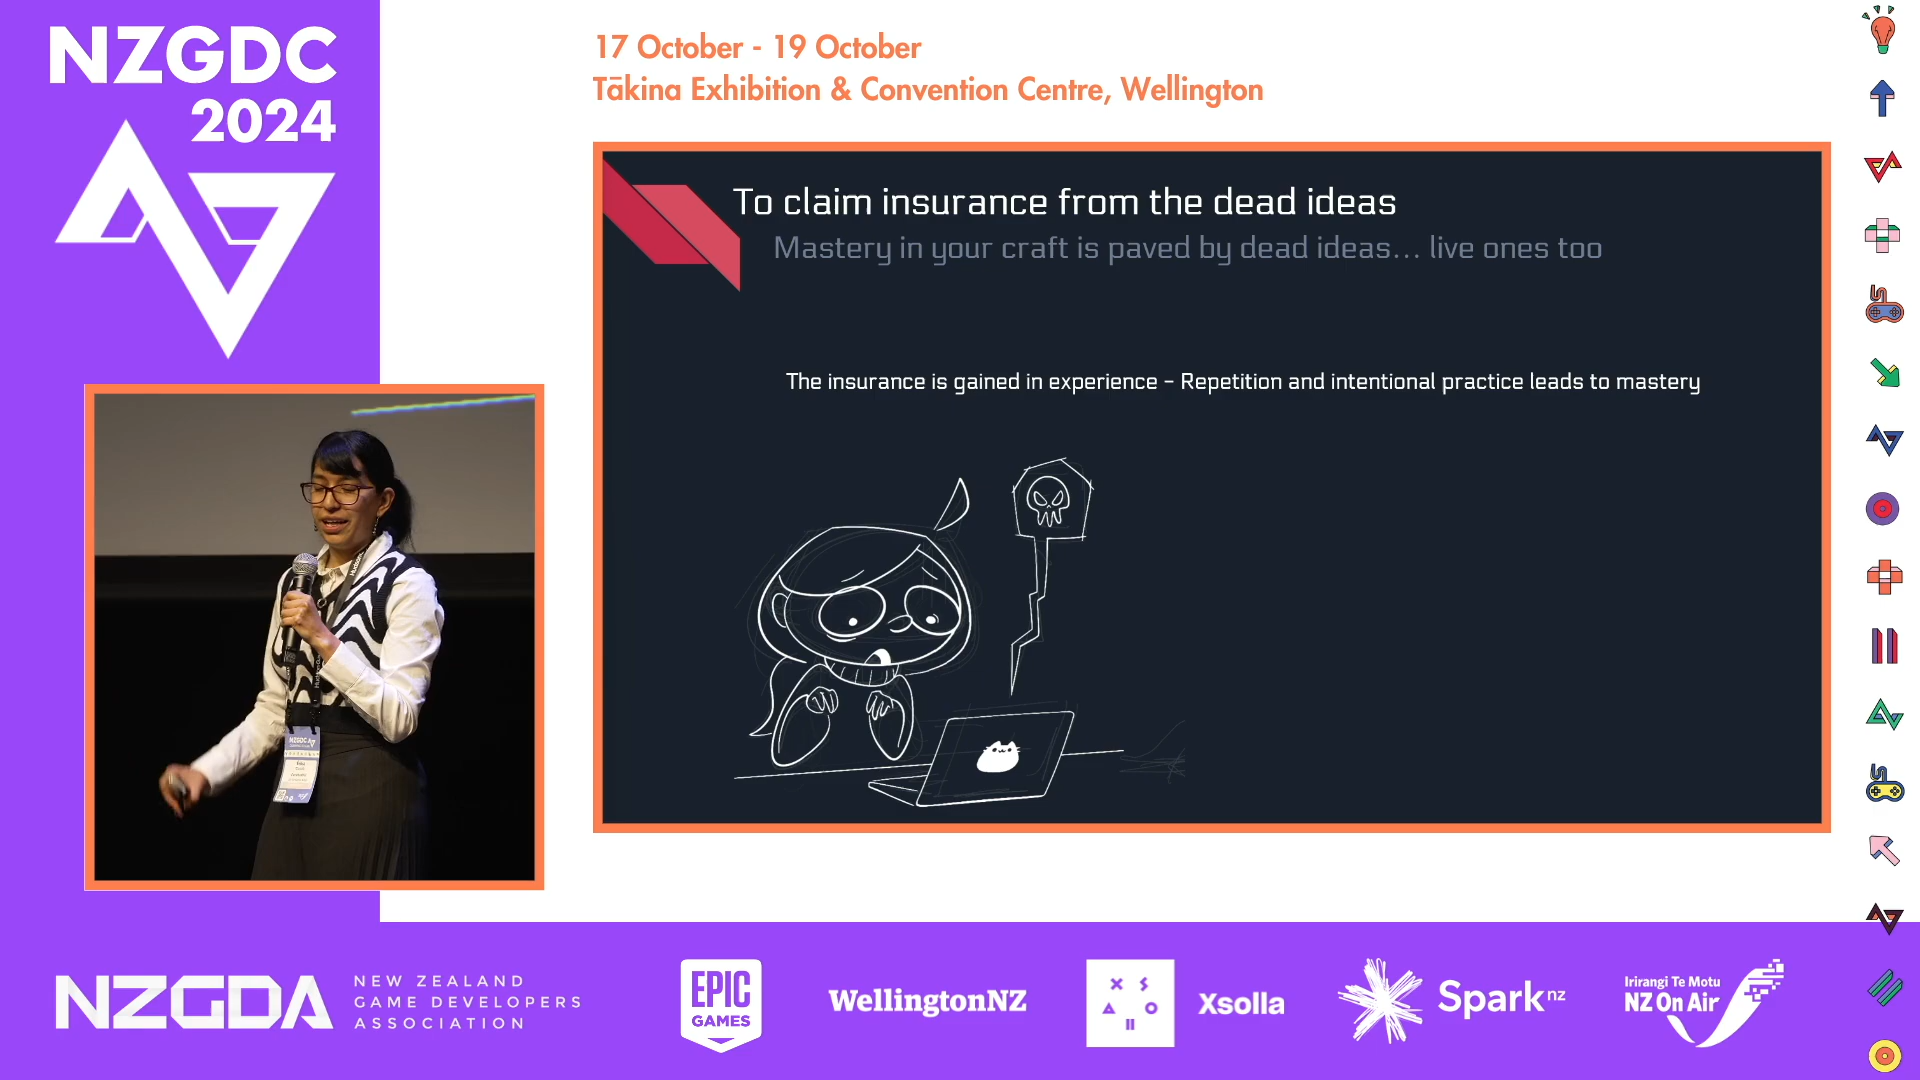 NZGDC
2024
17 October - 19 October
Tākina Exhibition & Convention Centre, Wellington
To claim insurance from the dead ideas
Mastery in your craft is paved by dead ideas... live ones too
The insurance is gained in experience – Repetition and intentional practice leads to mastery
NZGDC
NZGDA
NEW ZEALAND
GAME DEVELOPERS
ASSOCIATION
EPIC
GAMES
WellingtonNZ
Xsolla
Spark nz
Irirangi Te Motu
NZ On Air